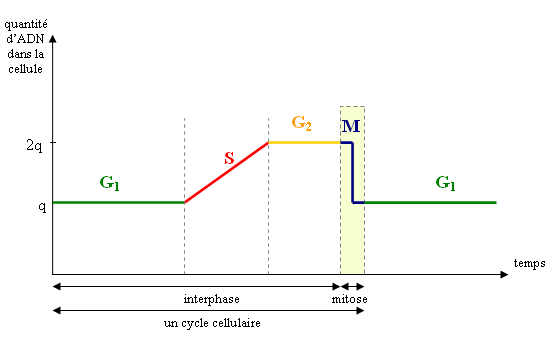 quantité
d'ADN
dans la
cellule
G₂
M
2q
S
G₁
G₁
q
temps
interphase
mitose
un cycle cellulaire